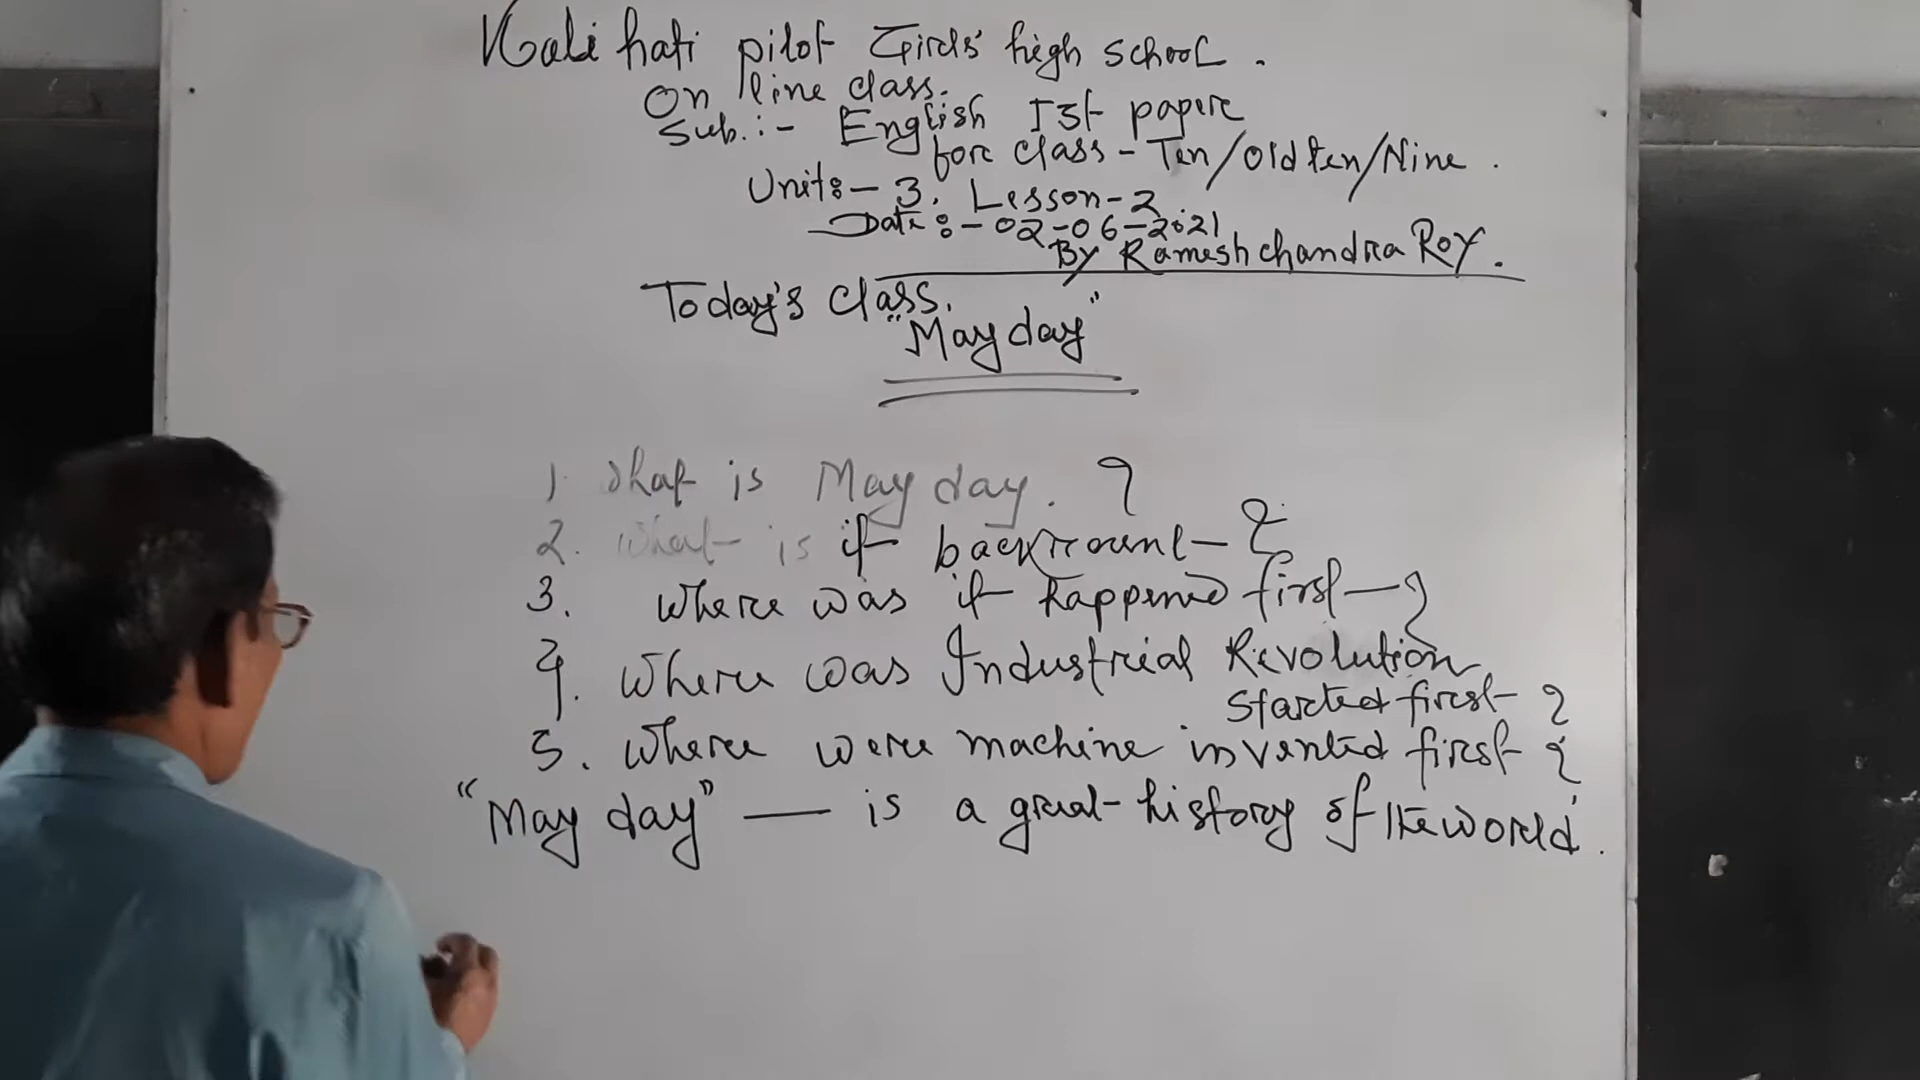 Kali hati pilot Girls' high school.
On line class.
Sub.:- English Ist paper
for class - Ten/old ten/Nine.
Unit:- 3. Lesson-2
Date:- 02-06-2021
By Ramesh chandra Roy.
Today's class.
"May day"
1. What is May day. ?
2. What is it ?
3. Where was it happened first- ?
4. Where was Industrial Revolution
Started first- ?
5. Where were machine invented first- ?
"May day" — is a great history of the world.